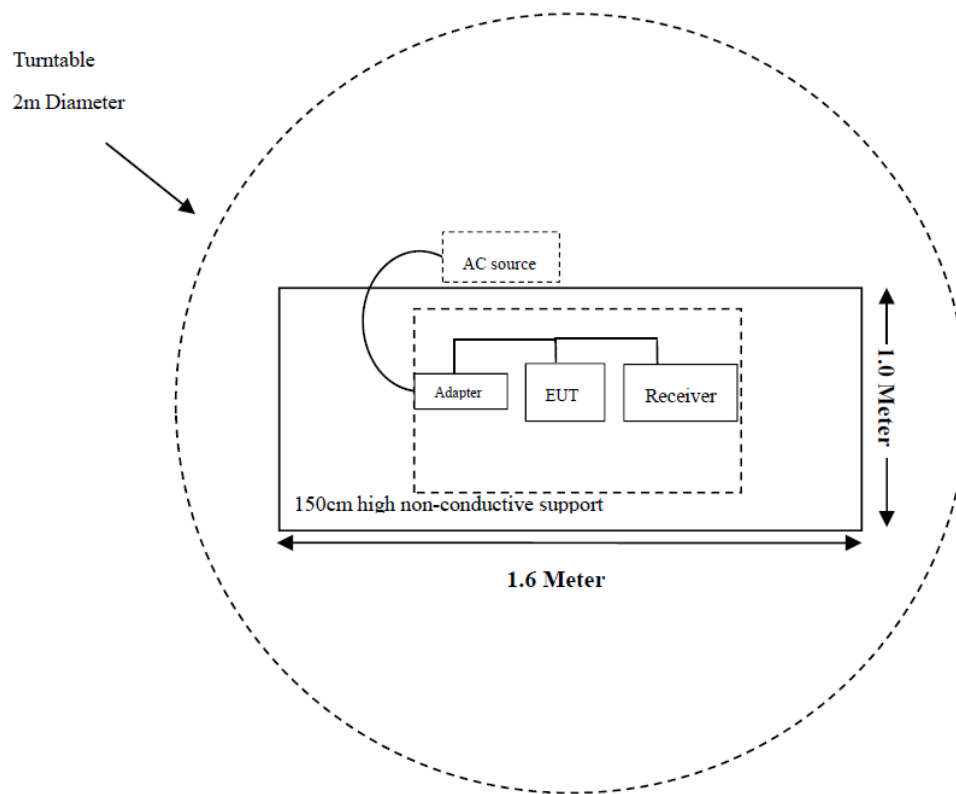 Turntable
2m Diameter
AC source
Adapter
EUT
Receiver
1.0 Meter
150cm high non-conductive support
1.6 Meter